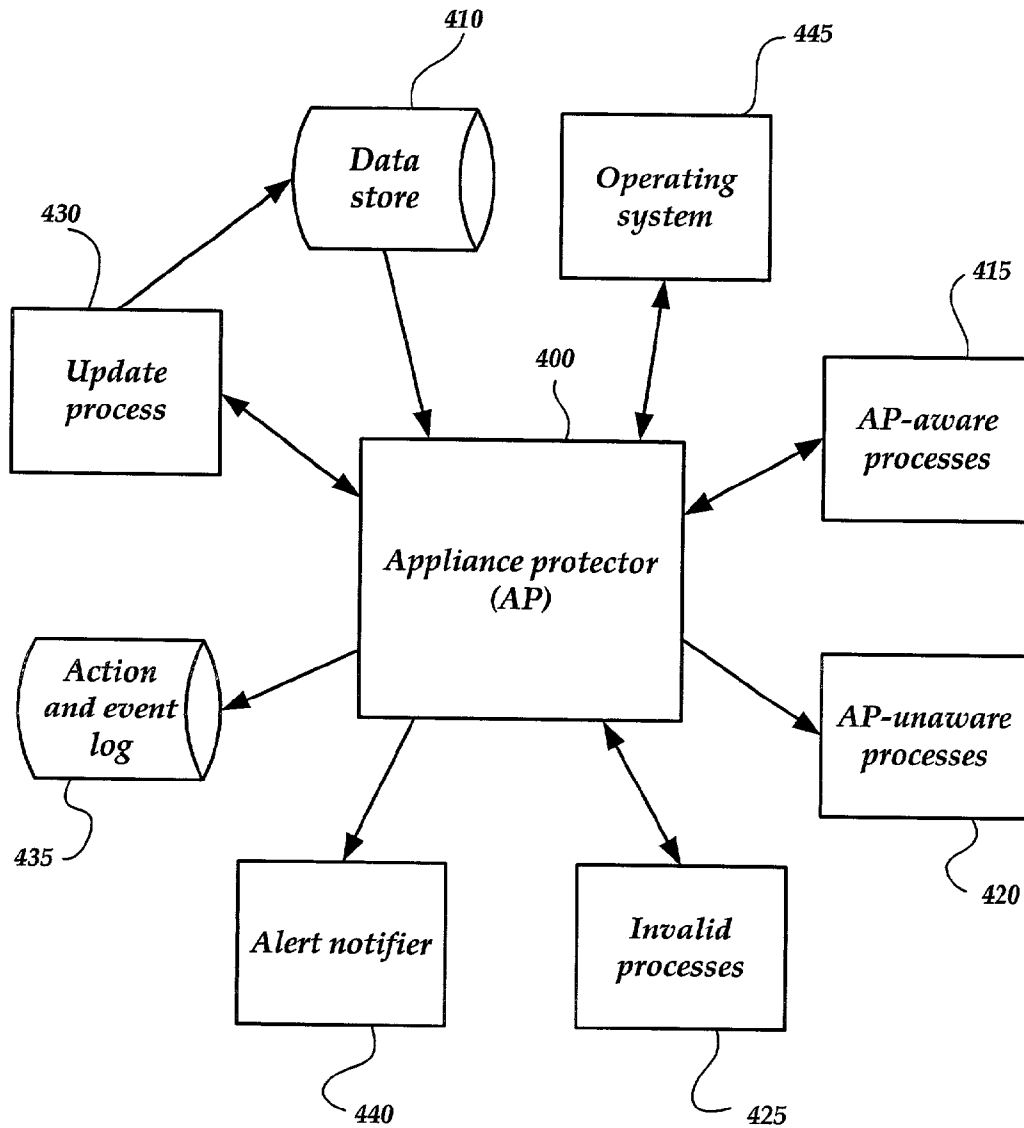 410
445
Data
store
Operating
system
430
415
Update
process
400
AP-aware
processes
Appliance protector
(AP)
Action
and event
log
AP-unaware
processes
435
420
Alert notifier
Invalid
processes
440
425